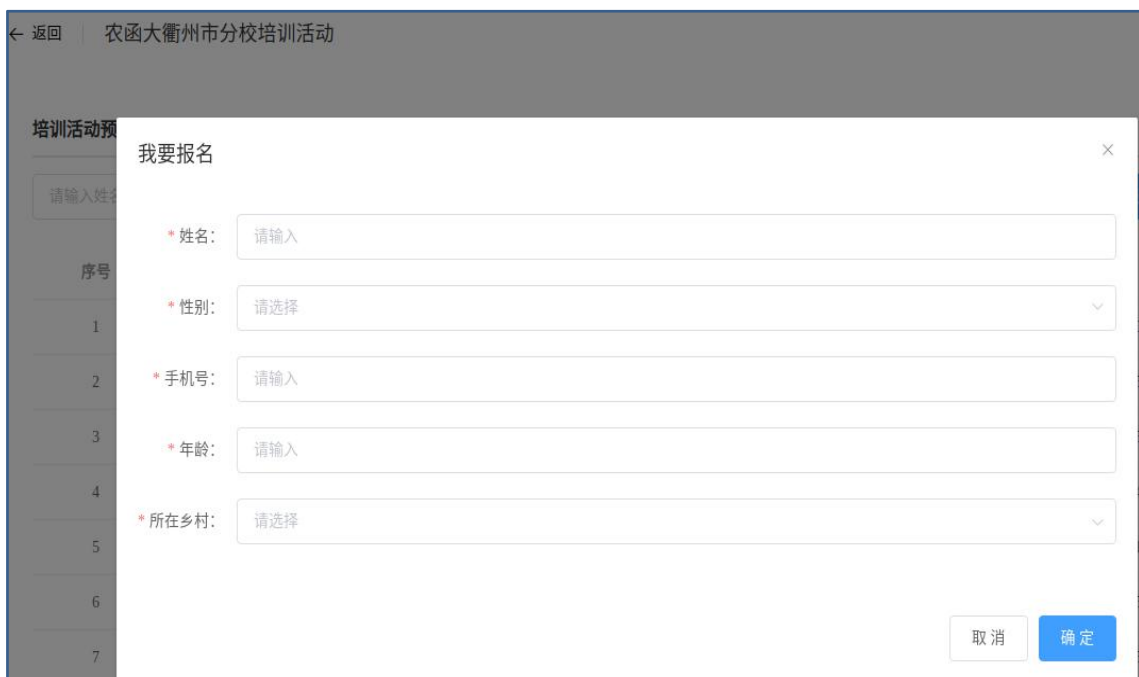 ← 返回 农函大衢州市分校培训活动
培训活动预
我要报名
请输入姓名
* 姓名： 请输入
序号
* 性别： 请选择
1
* 手机号： 请输入
2
3
* 年龄： 请输入
4
* 所在乡村： 请选择
5
6
取消 确定
7